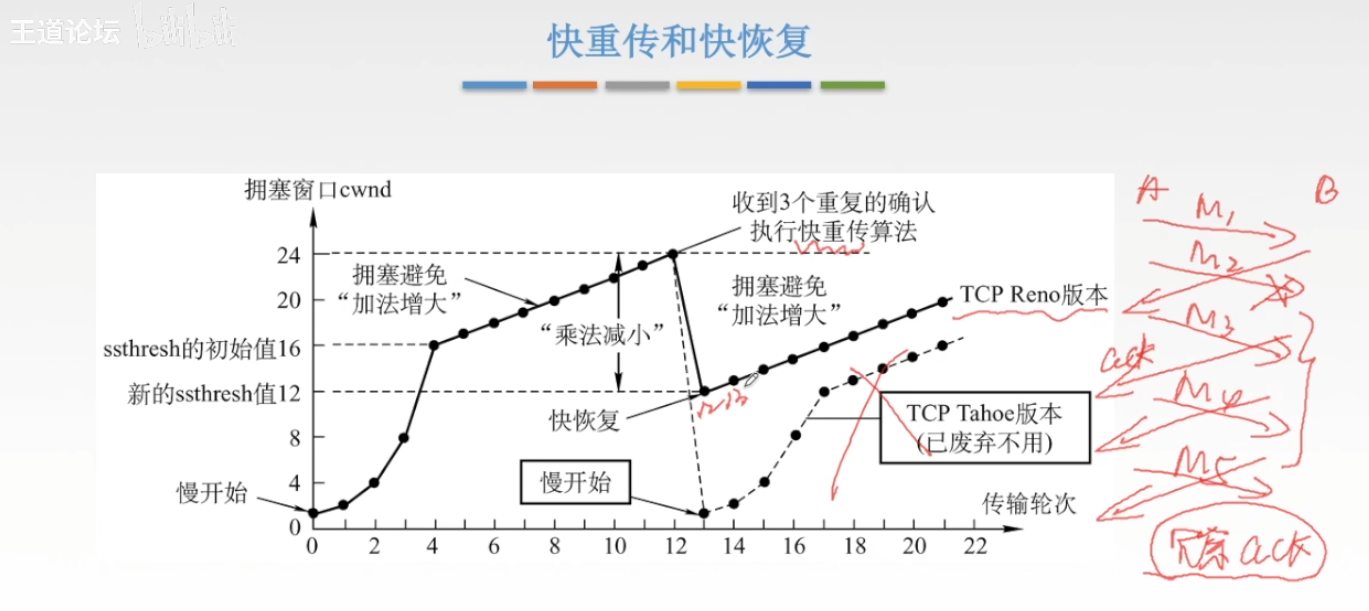 王道论坛
快重传和快恢复
拥塞窗口cwnd
收到3个重复的确认
执行快重传算法
24
拥塞避免
“加法增大”
拥塞避免
“加法增大”
20
TCP Reno版本
“乘法减小”
ssthresh的初始值16
新的ssthresh值12
快恢复
12 13
TCP Tahoe版本
(已废弃不用)
8
慢开始
4
慢开始
传输轮次
0
0 2 4 6 8 10 12 14 16 18 20 22
A
B
M1
M2
M3
ack
M4
M5
冗余ack